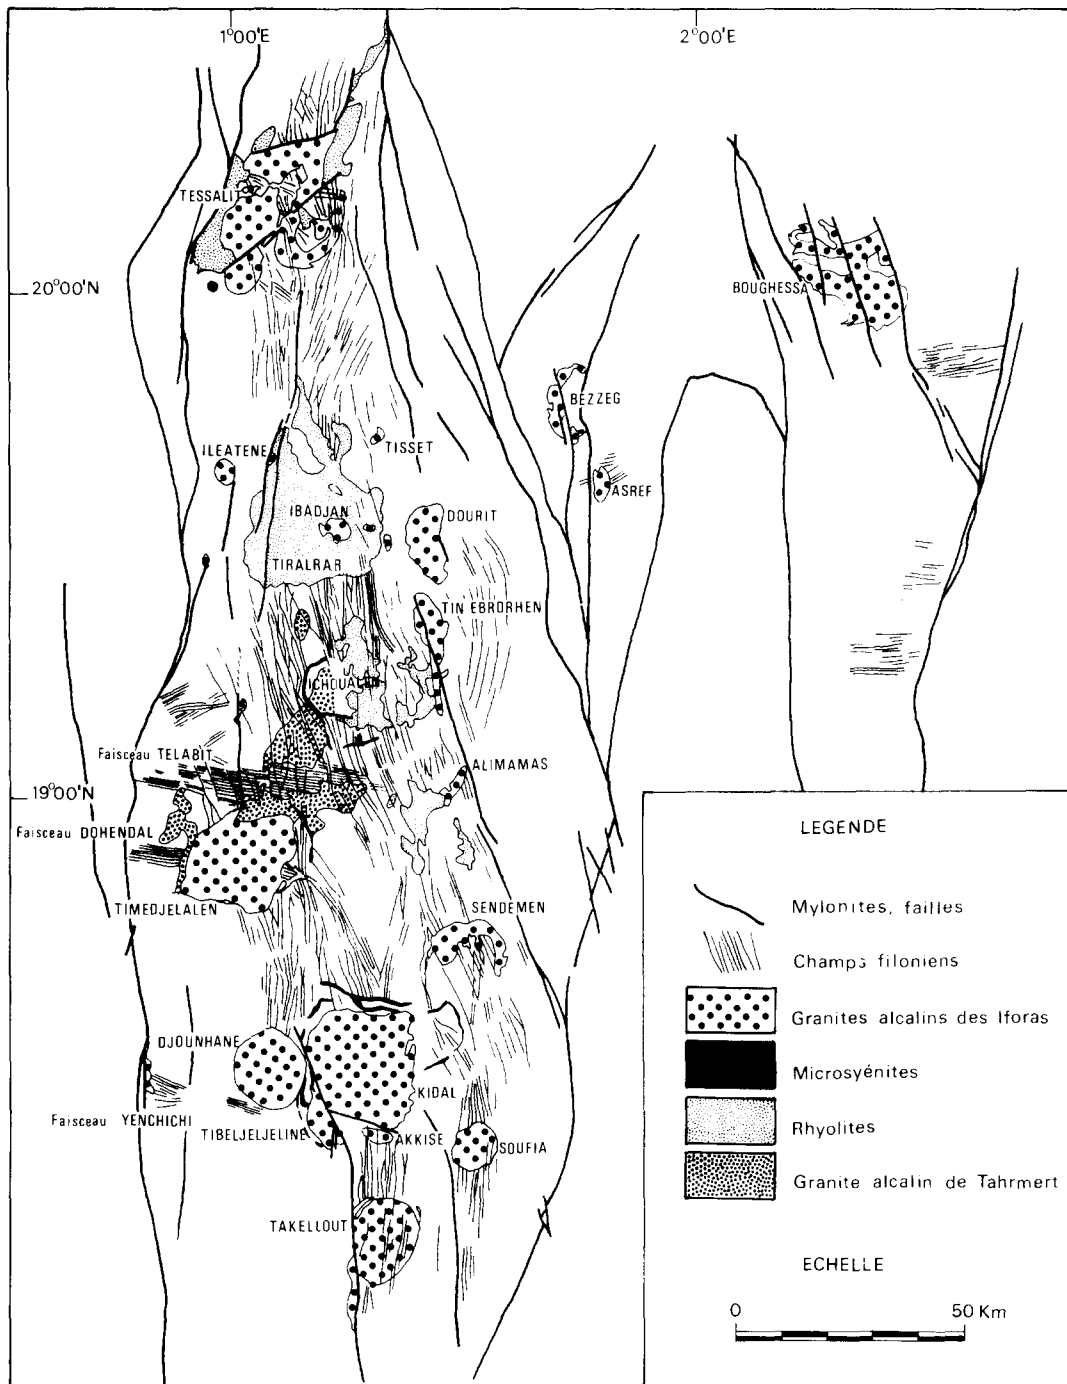 1°00'E
2°00'E
TESSALIT
20°00'N
BOUGHESSA
BEZZEG
ILEATENE
TISSET
ASREF
IBADJAN
DOURIT
TIRALRAR
TIN EBRORHEN
ICHOUALEN
Faisceau TELABIT
ALIMAMAS
19°00'N
Faisceau DOHENDAL
TIMEDJELALEN
SENDEMEN
DJOUNHANE
KIDAL
Faisceau YENCHICHI
TIBELJELJELINE
AKKISE
SOUFIA
TAKELLOUT
LEGENDE
Mylonites, failles
Champs filoniens
Granites alcalins des Iforas
Microsyénites
Rhyolites
Granite alcalin de Tahrmert
ECHELLE
0
50 Km